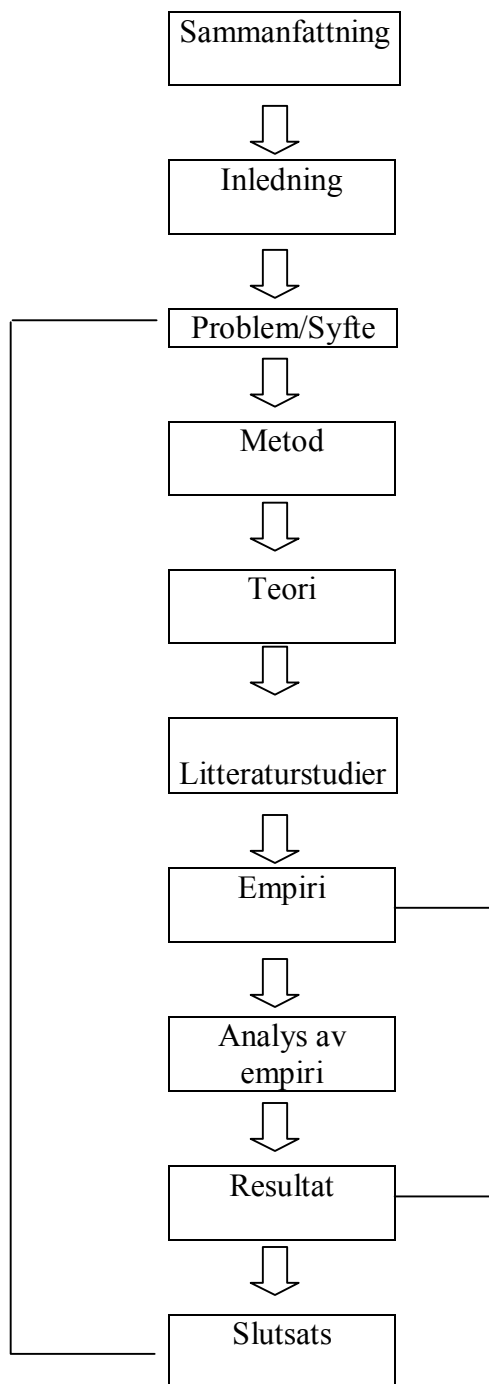 Sammanfattning
Inledning
Problem/Syfte
Metod
Teori
Litteraturstudier
Empiri
Analys av
empiri
Resultat
Slutsats